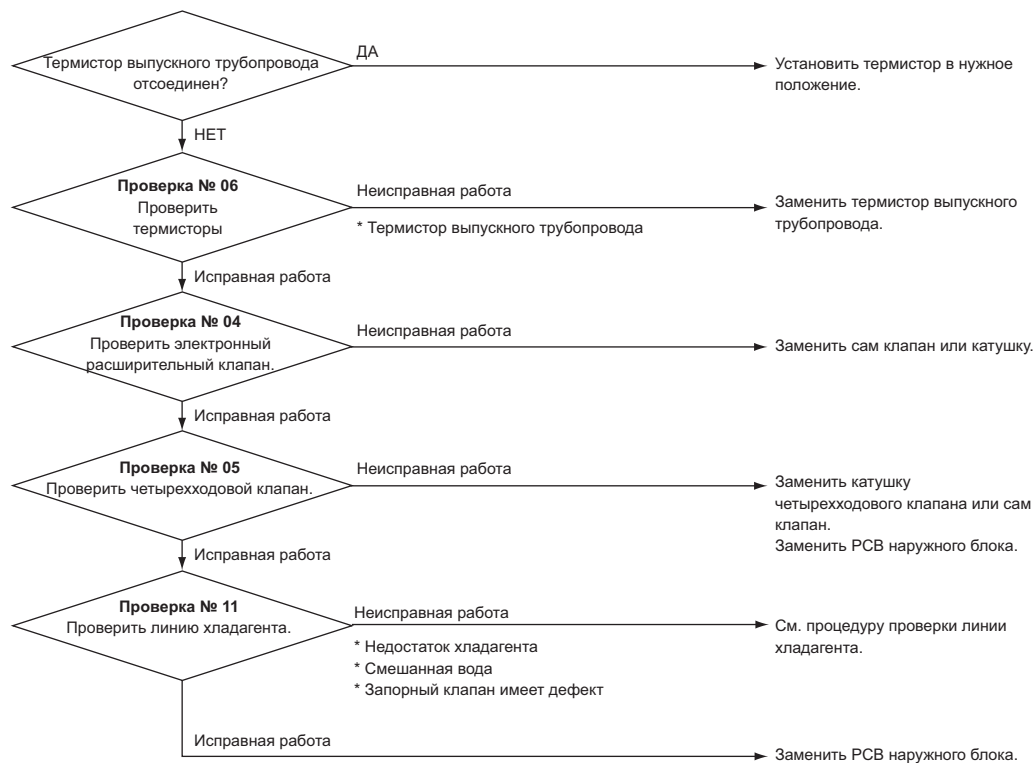 Термистор выпускного трубопровода
отсоединен?
ДА
Установить термистор в нужное
положение.
НЕТ
Проверка № 06
Проверить
термисторы
Неисправная работа
* Термистор выпускного трубопровода
Заменить термистор выпускного
трубопровода.
Исправная работа
Проверка № 04
Проверить электронный
расширительный клапан.
Неисправная работа
Заменить сам клапан или катушку.
Исправная работа
Проверка № 05
Проверить четырехходовой клапан.
Неисправная работа
Заменить катушку
четырехходового клапана или сам
клапан.
Заменить PCB наружного блока.
Исправная работа
Проверка № 11
Проверить линию хладагента.
Неисправная работа
* Недостаток хладагента
* Смешанная вода
* Запорный клапан имеет дефект
См. процедуру проверки линии
хладагента.
Исправная работа
Заменить PCB наружного блока.